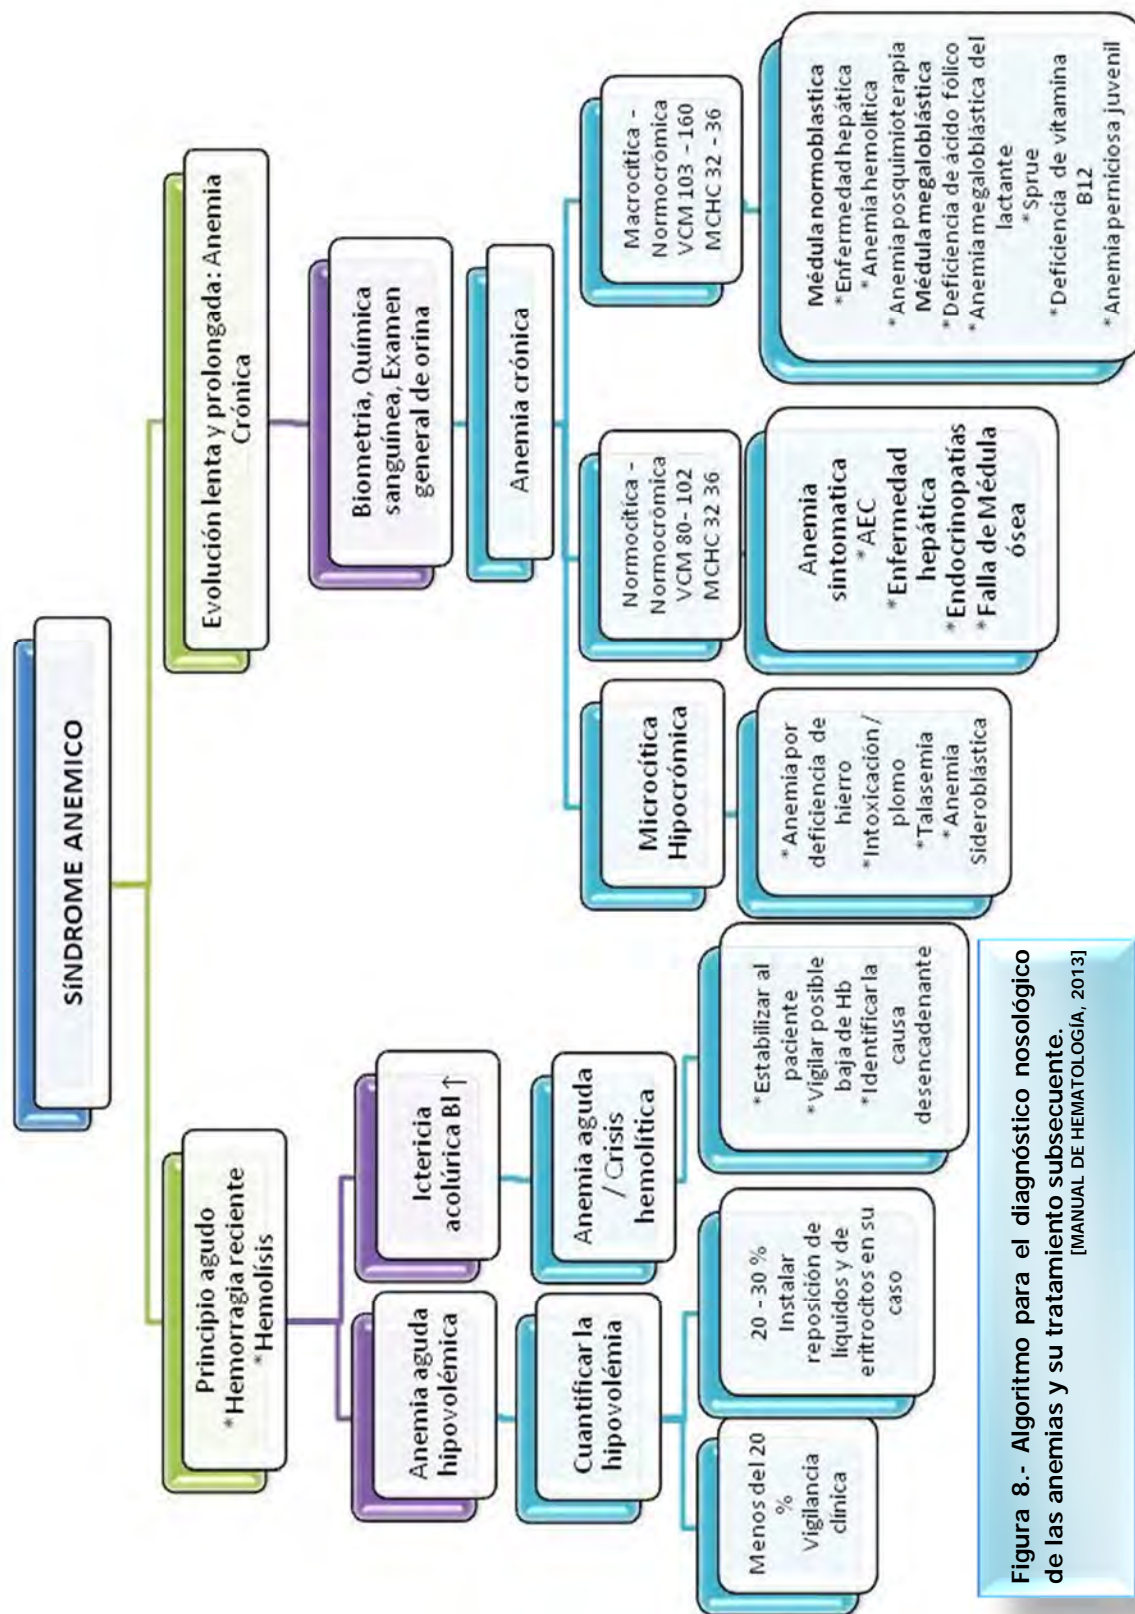 SíNDROME ANEMICO
Principio agudo
*Hemorragia reciente
*Hemolísis
Anemia aguda
hipovolémica
Cuantificar la
hipovolémia
Menos del 20
%
Vigilancia
clínica
20 - 30 %
Instalar
reposición de
líquidos y de
eritrocitos en su
caso
Ictericia
acolúrica BI ↑
Anemia aguda
/ Crisis
hemolítica
*Estabilizar al
paciente
*Vigilar posible
baja de Hb
*Identificar la
causa
desencadenante
Evolución lenta y prolongada: Anemia
Crónica
Biometria, Química
sanguínea, Examen
general de orina
Anemia crónica
Microcítica
Hipocrómica
*Anemia por
deficiencia de
hierro
*Intoxicación /
plomo
*Talasemia
*Anemia
Sideroblástica
Normocítica -
Normocrómica
VCM 80- 102
MCHC 32 36
Anemia
sintomatica
*AEC
*Enfermedad
hepática
*Endocrinopatías
*Falla de Médula
ósea
Macrocítica -
Normocrómica
VCM 103 - 160
MCHC 32 - 36
Médula normoblastica
*Enfermedad hepática
*Anemia hemolítica
*Anemia posquimioterapia
Médula megaloblástica
*Deficiencia de ácido fólico
*Anemia megaloblástica del
lactante
*Sprue
*Deficiencia de vitamina
B12
*Anemia perniciosa juvenil
Figura 8.- Algoritmo para el diagnóstico nosológico
de las anemias y su tratamiento subsecuente.
[MANUAL DE HEMATOLOGÍA, 2013]